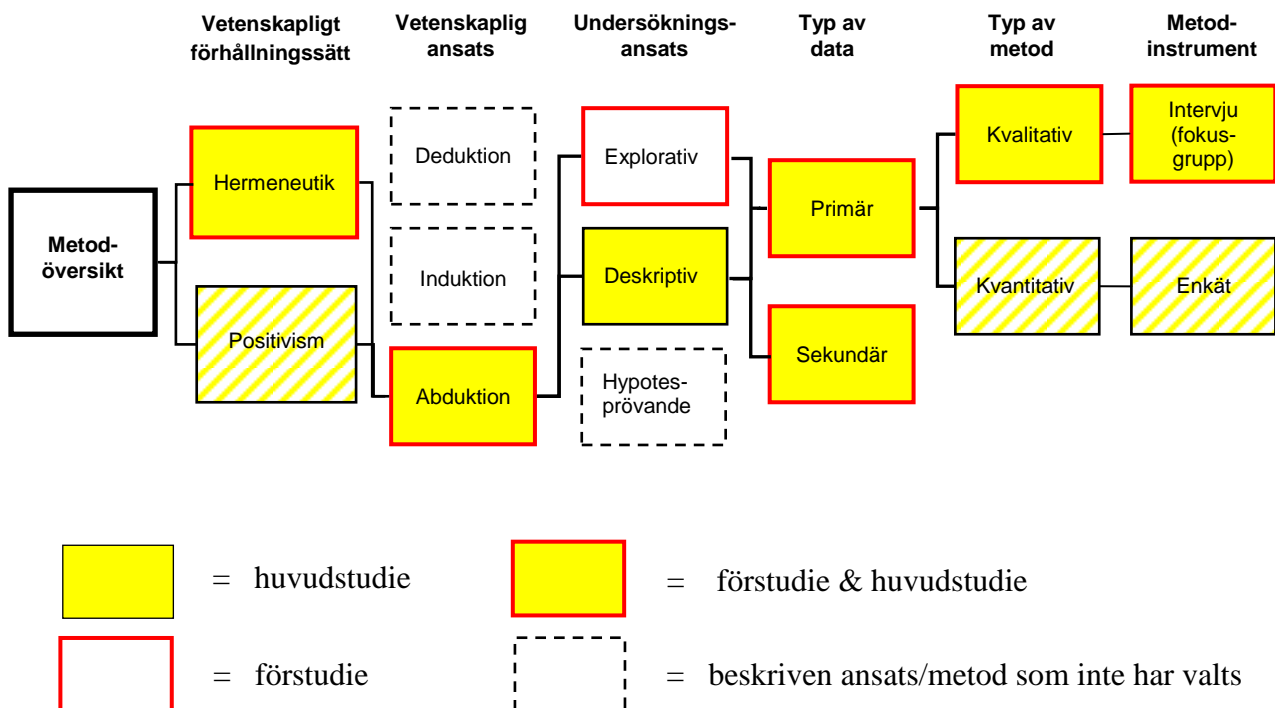 Vetenskapligt
förhållningssätt
Vetenskaplig
ansats
Undersöknings-
ansats
Typ av
data
Typ av
metod
Metod-
instrument
Metod-
översikt
Hermeneutik
Positivism
Deduktion
Induktion
Abduktion
Explorativ
Deskriptiv
Hypotes-
prövande
Primär
Sekundär
Kvalitativ
Kvantitativ
Intervju
(fokus-
grupp)
Enkät
= huvudstudie
= förstudie & huvudstudie
= förstudie
= beskriven ansats/metod som inte har valts